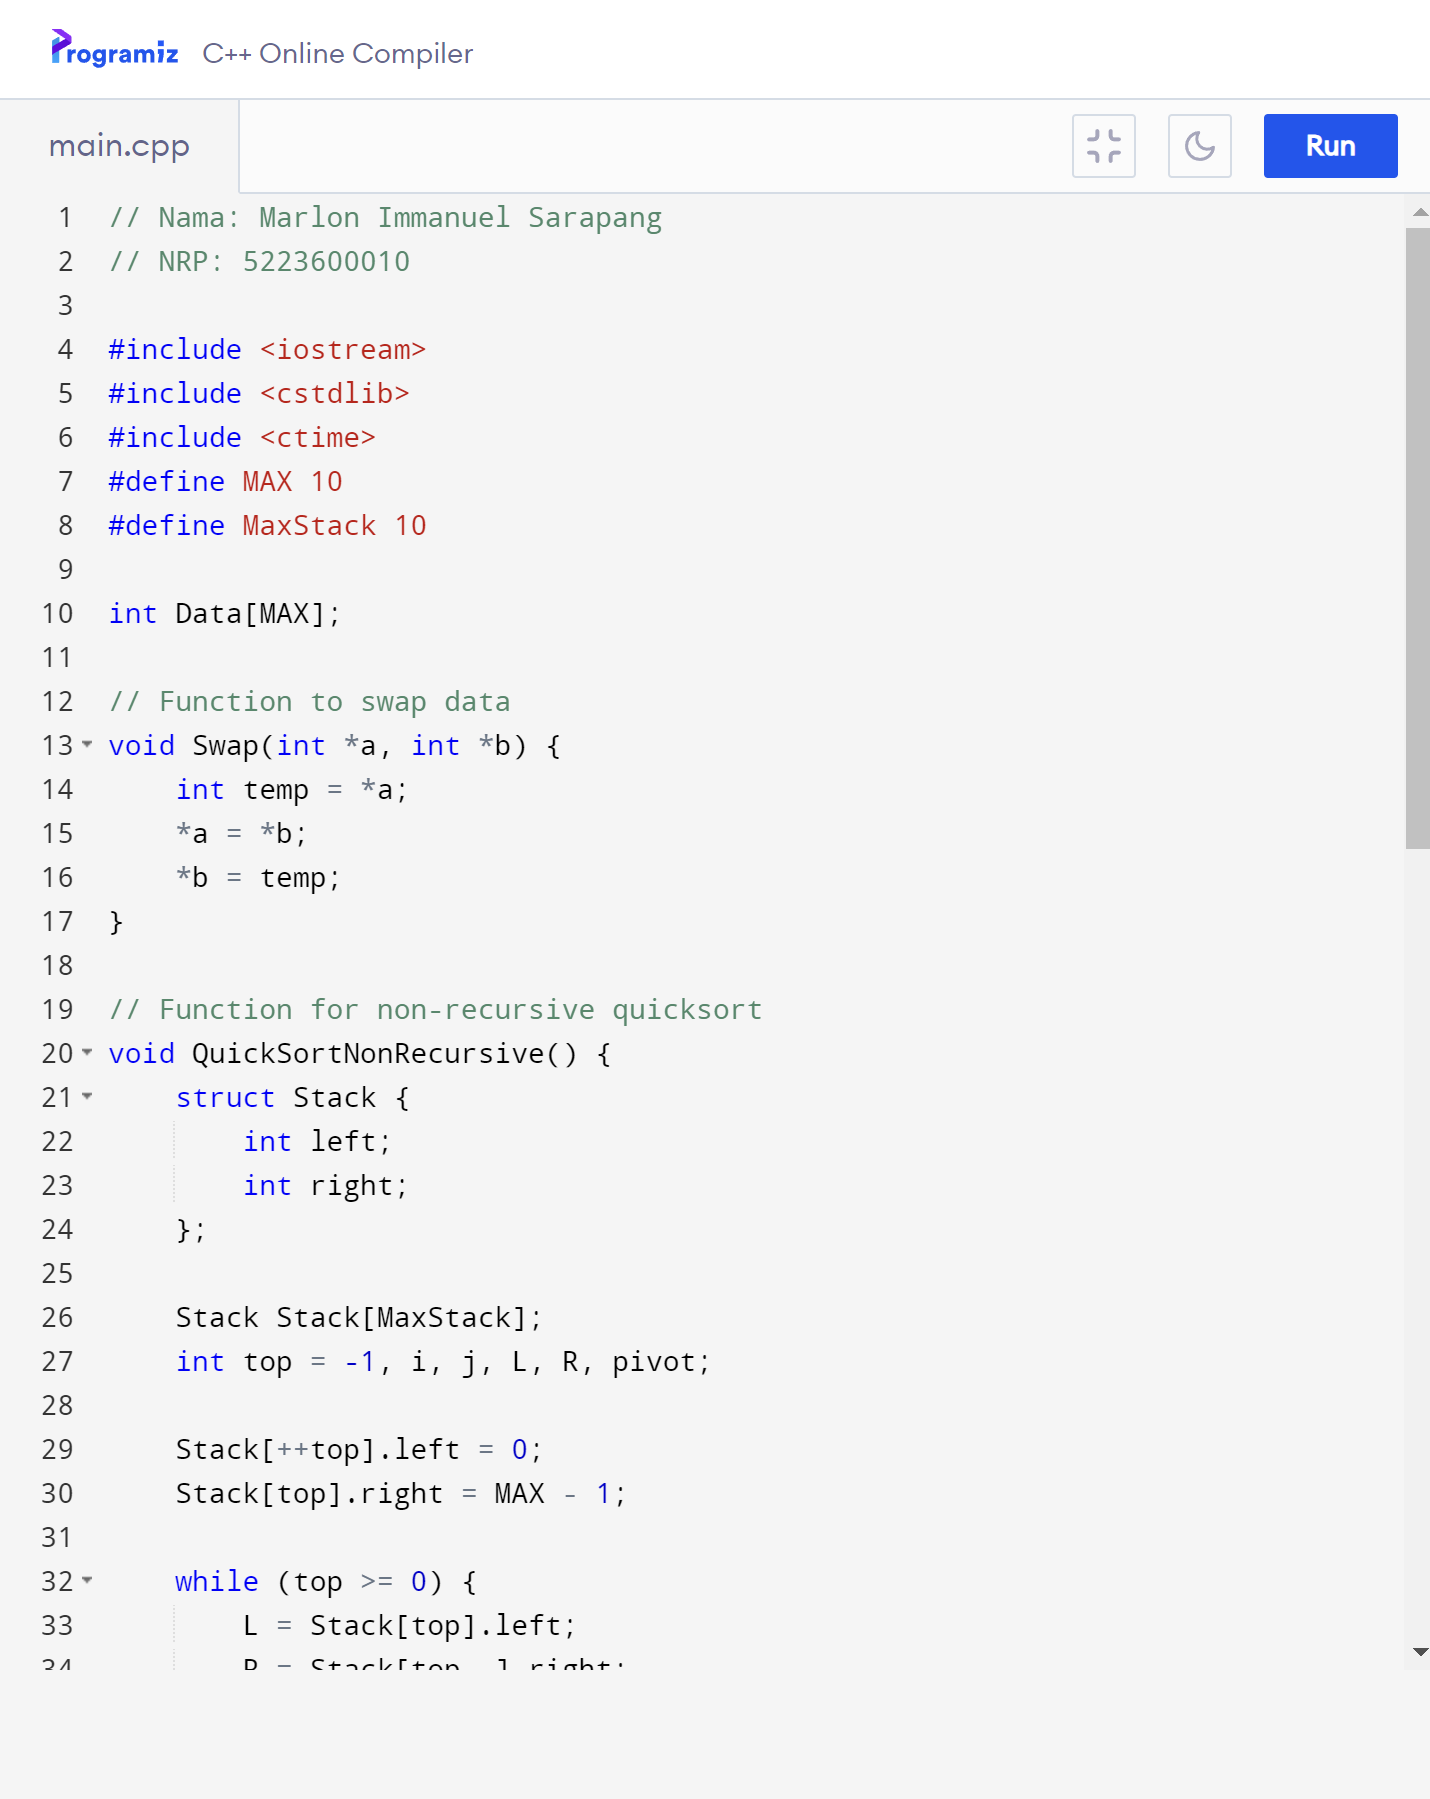 Programiz C++ Online Compiler
main.cpp Run
1 // Nama: Marlon Immanuel Sarapang
2 // NRP: 5223600010
3
4 #include <iostream>
5 #include <cstdlib>
6 #include <ctime>
7 #define MAX 10
8 #define MaxStack 10
9
10 int Data[MAX];
11
12 // Function to swap data
13 void Swap(int *a, int *b) {
14     int temp = *a;
15     *a = *b;
16     *b = temp;
17 }
18
19 // Function for non-recursive quicksort
20 void QuickSortNonRecursive() {
21     struct Stack {
22         int left;
23         int right;
24     };
25
26     Stack Stack[MaxStack];
27     int top = -1, i, j, L, R, pivot;
28
29     Stack[++top].left = 0;
30     Stack[top].right = MAX - 1;
31
32     while (top >= 0) {
33         L = Stack[top].left;
34         R = Stack[top